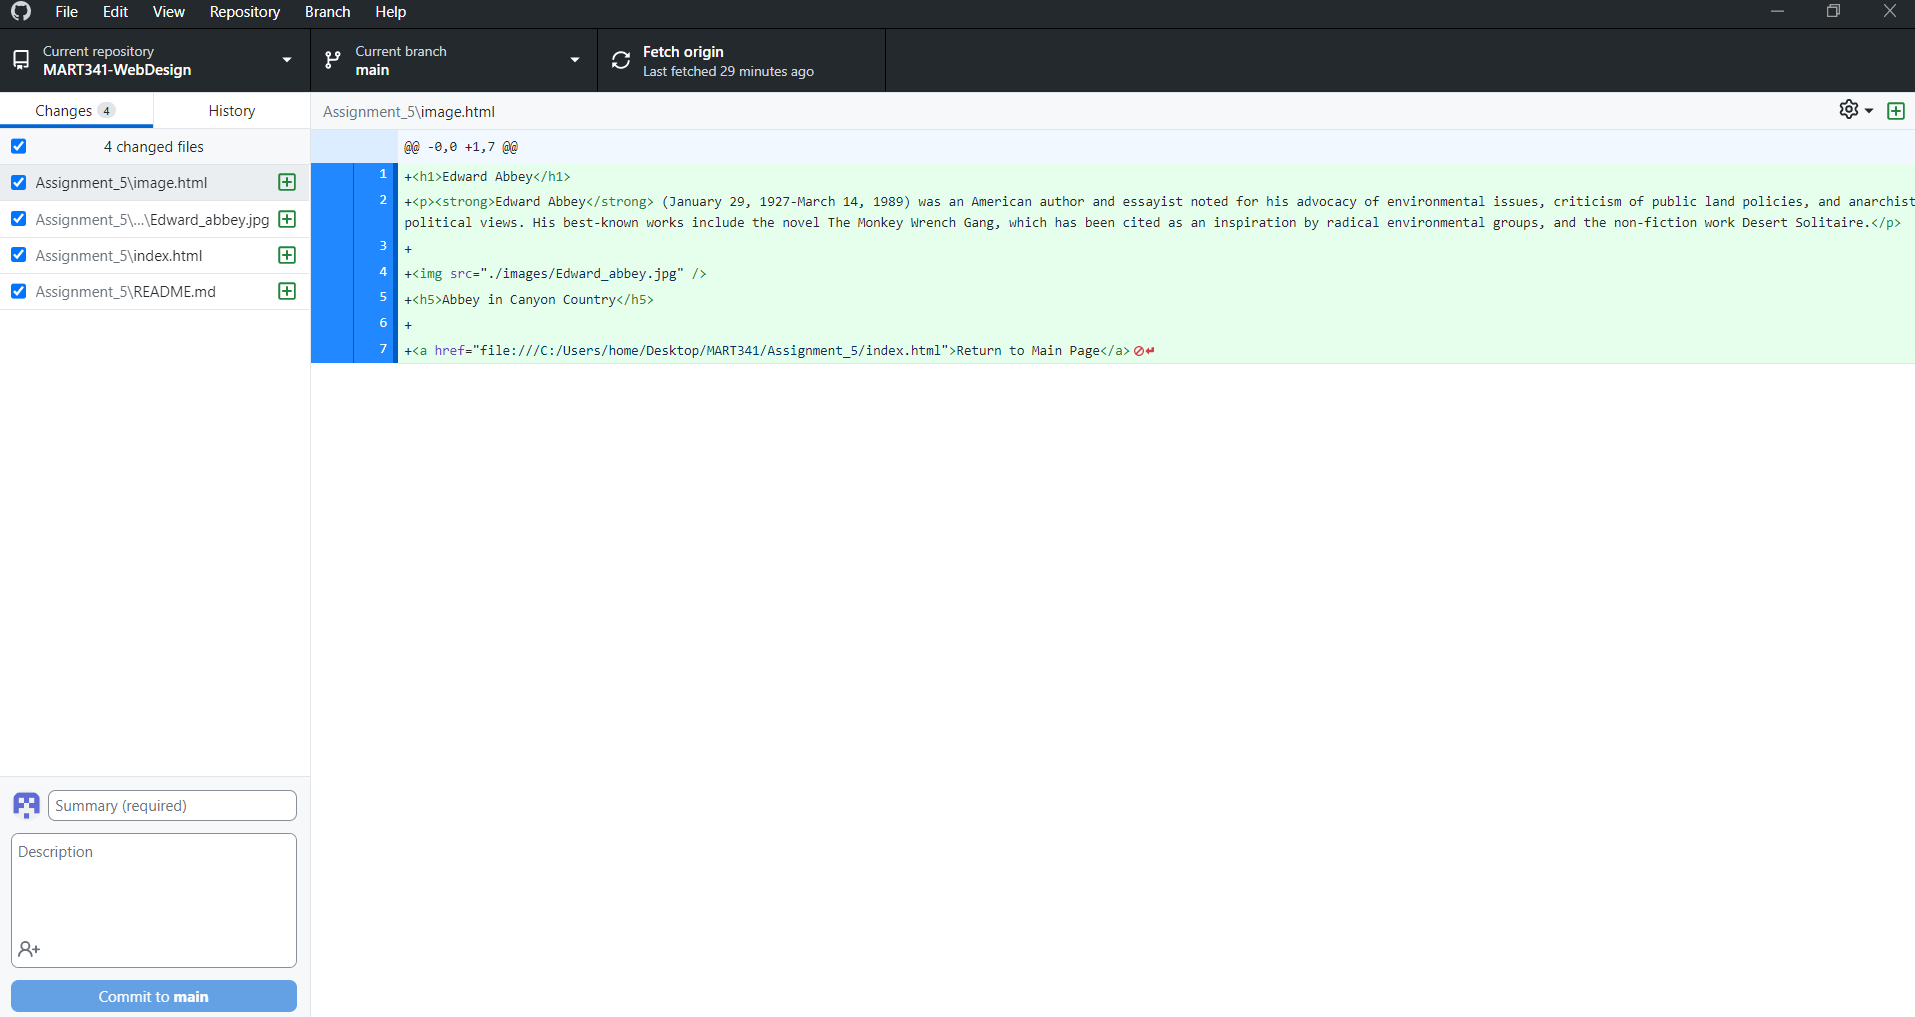 File Edit View Repository Branch Help
Current repository
MART341-WebDesign
Current branch
main
Fetch origin
Last fetched 29 minutes ago
Changes 4
History
Assignment_5\image.html
4 changed files
@@ -0,0 +1,7 @@
Assignment_5\image.html
Assignment_5\...\Edward_abbey.jpg
Assignment_5\index.html
Assignment_5\README.md
1 +<h1>Edward Abbey</h1>
2 +<p><strong>Edward Abbey</strong> (January 29, 1927-March 14, 1989) was an American author and essayist noted for his advocacy of environmental issues, criticism of public land policies, and anarchist
political views. His best-known works include the novel The Monkey Wrench Gang, which has been cited as an inspiration by radical environmental groups, and the non-fiction work Desert Solitaire.</p>
3 +
4 +<img src="./images/Edward_abbey.jpg" />
5 +<h5>Abbey in Canyon Country</h5>
6 +
7 +<a href="file:///C:/Users/home/Desktop/MART341/Assignment_5/index.html">Return to Main Page</a>
Summary (required)
Description
Commit to main